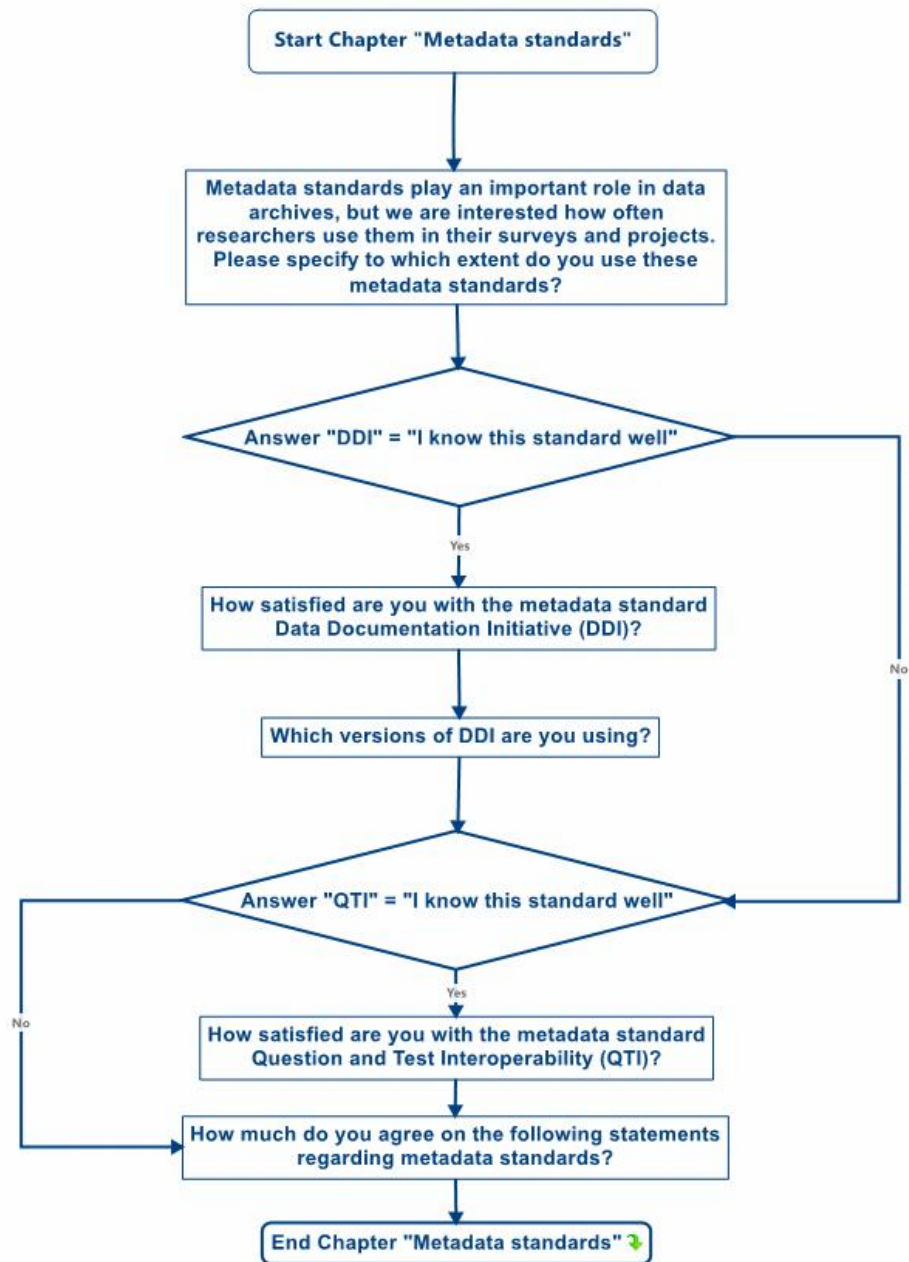 Start Chapter "Metadata standards"
Metadata standards play an important role in data
archives, but we are interested how often
researchers use them in their surveys and projects.
Please specify to which extent do you use these
metadata standards?
Answer "DDI" = "I know this standard well"
Yes
How satisfied are you with the metadata standard
Data Documentation Initiative (DDI)?
No
Which versions of DDI are you using?
Answer "QTI" = "I know this standard well"
Yes
No
How satisfied are you with the metadata standard
Question and Test Interoperability (QTI)?
How much do you agree on the following statements
regarding metadata standards?
End Chapter "Metadata standards"